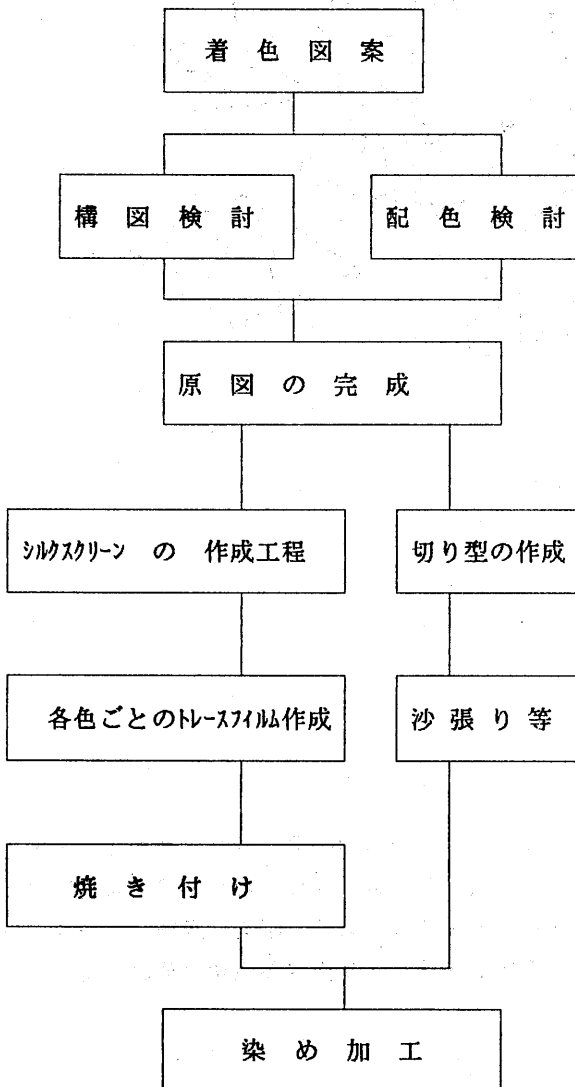 着色図案
構図検討
配色検討
原図の完成
シルクスクリーン の 作成工程
切り型の作成
各色ごとのトレースフィルム作成
沙張り等
焼き付け
染め加工